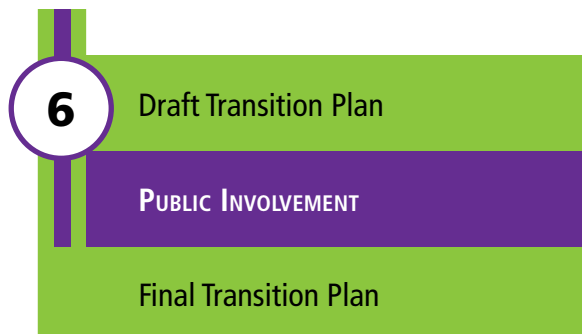 6
Draft Transition Plan
Public Involvement
Final Transition Plan